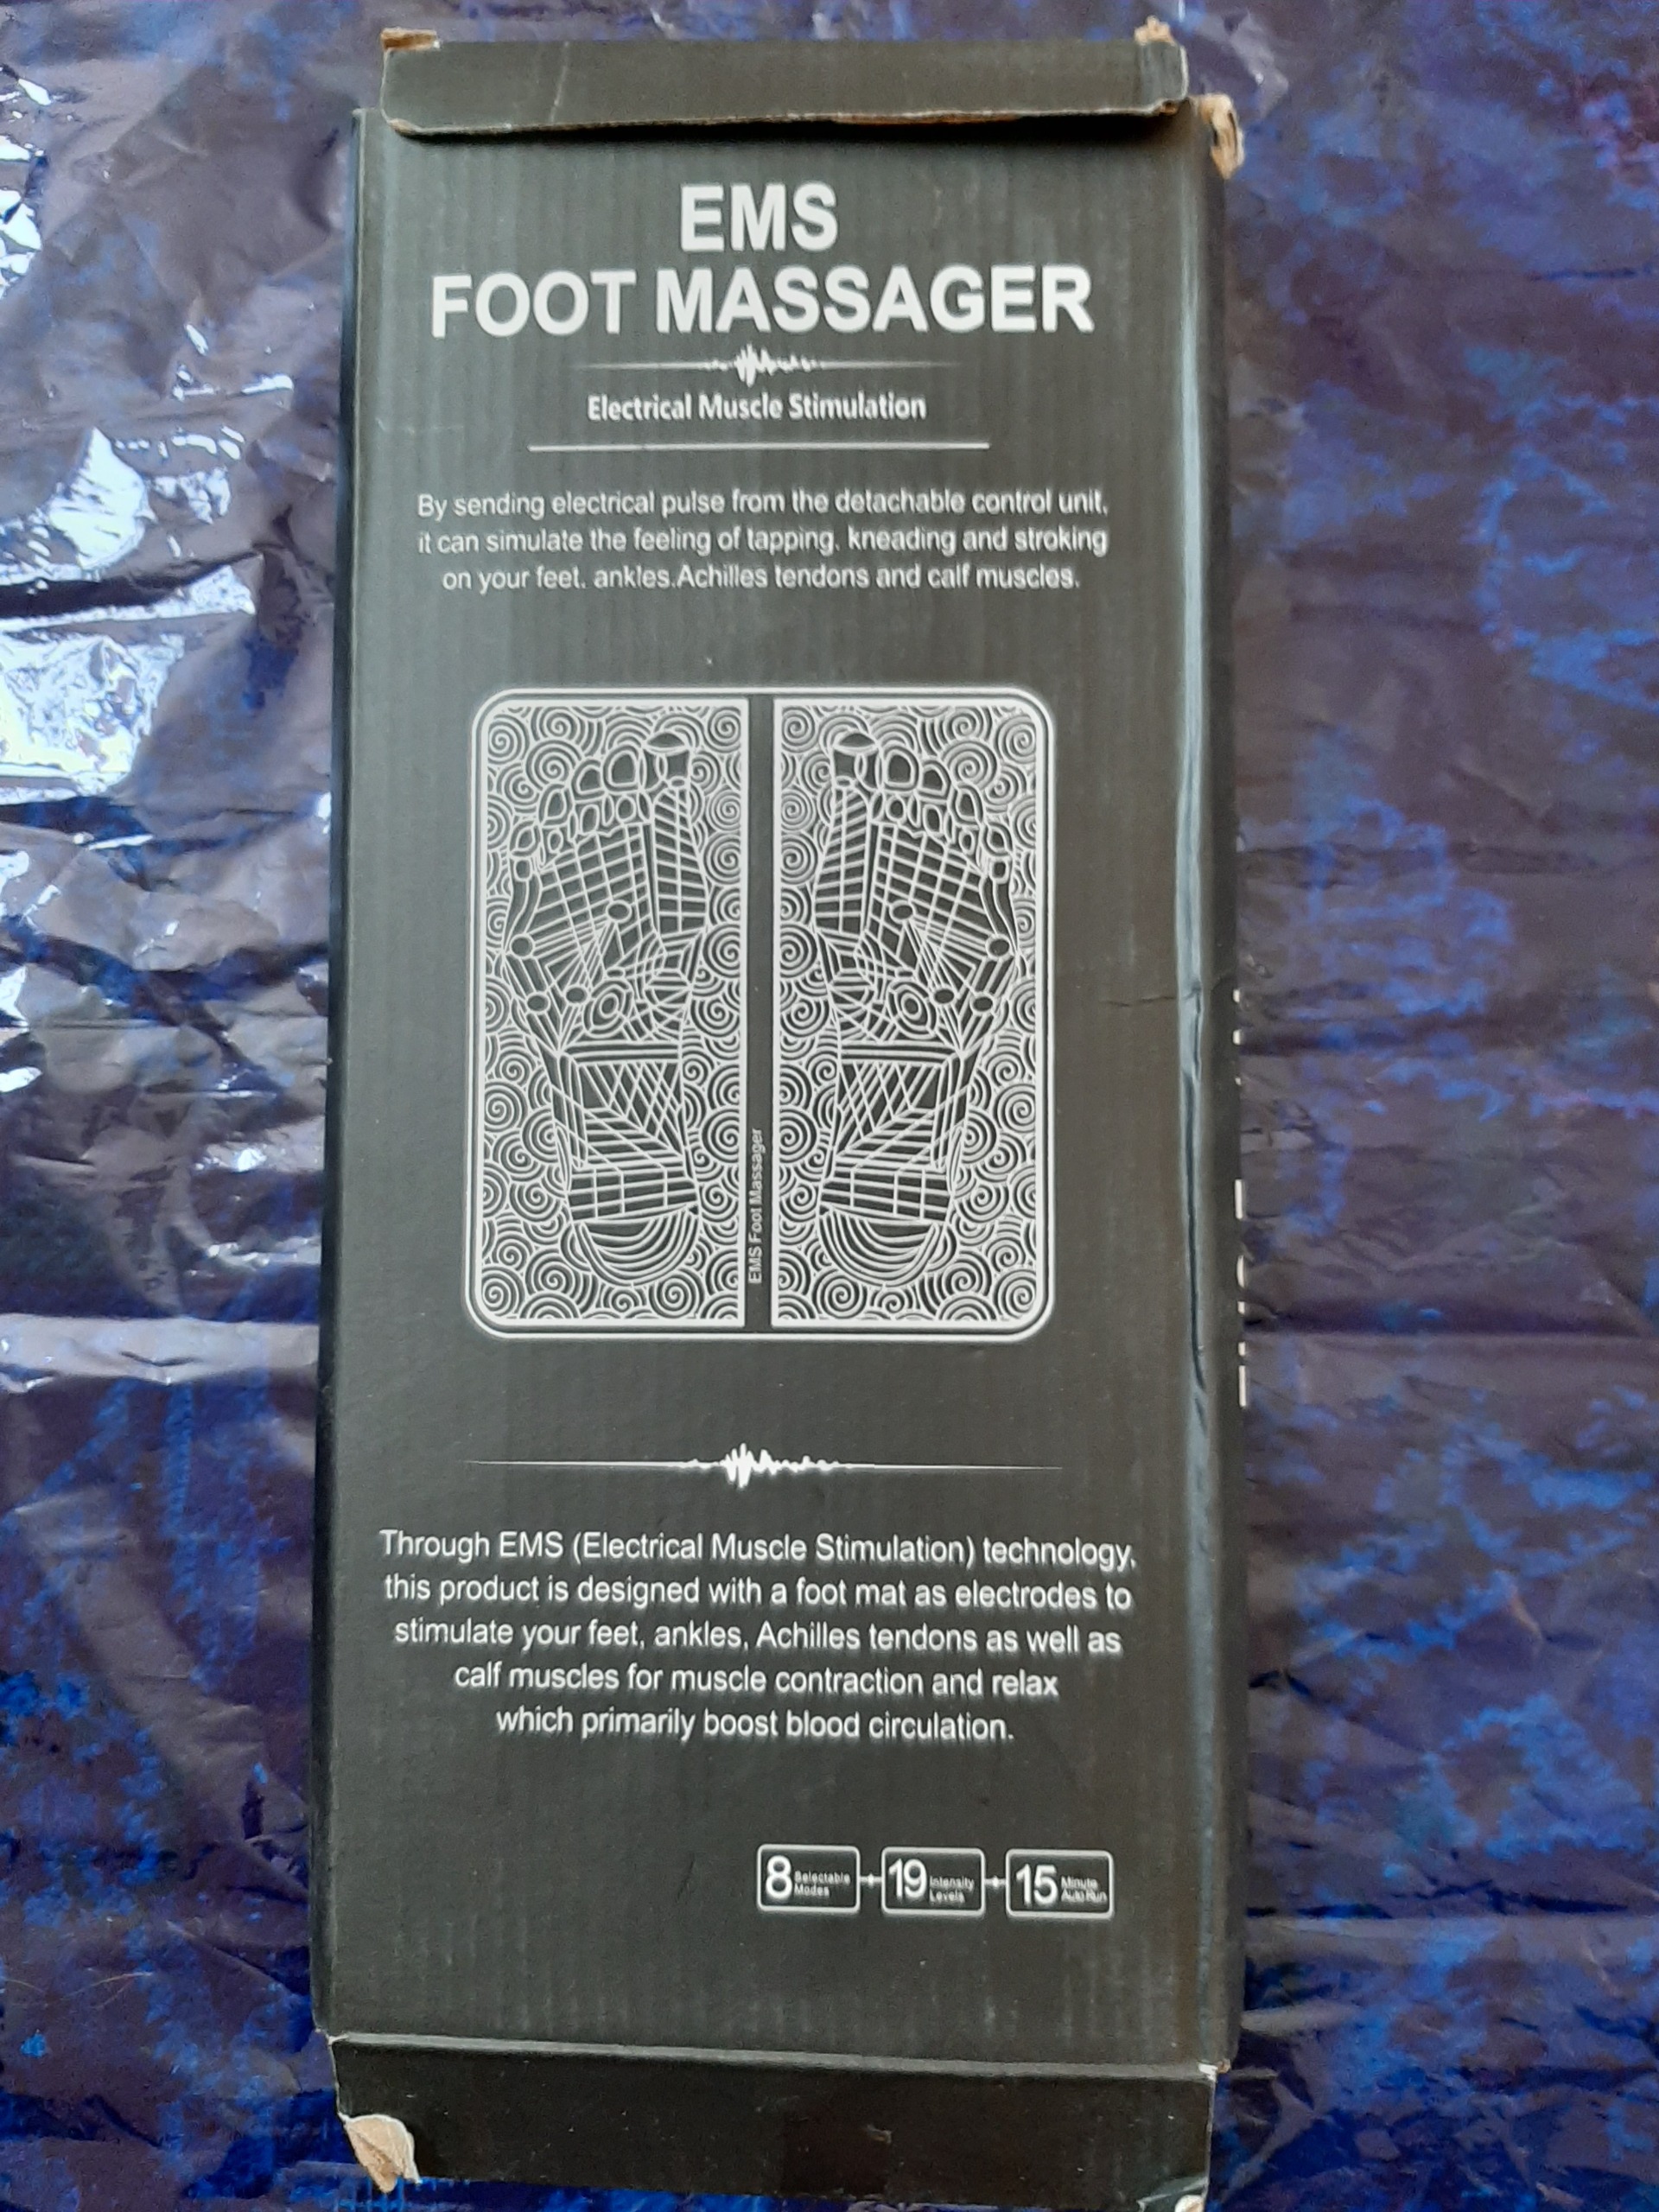 EMS
FOOT MASSAGER
Electrical Muscle Stimulation
By sending electrical pulse from the detachable control unit,
it can simulate the feeling of tapping. kneading and stroking
on your feet. ankles.Achilles tendons and calf muscles.
EMS Foot Massager
Through EMS (Electrical Muscle Stimulation) technology,
this product is designed with a foot mat as electrodes to
stimulate your feet, ankles, Achilles tendons as well as
calf muscles for muscle contraction and relax
which primarily boost blood circulation.
8 Selectable Modes
19 Intensity Levels
15 Minute Auto Run